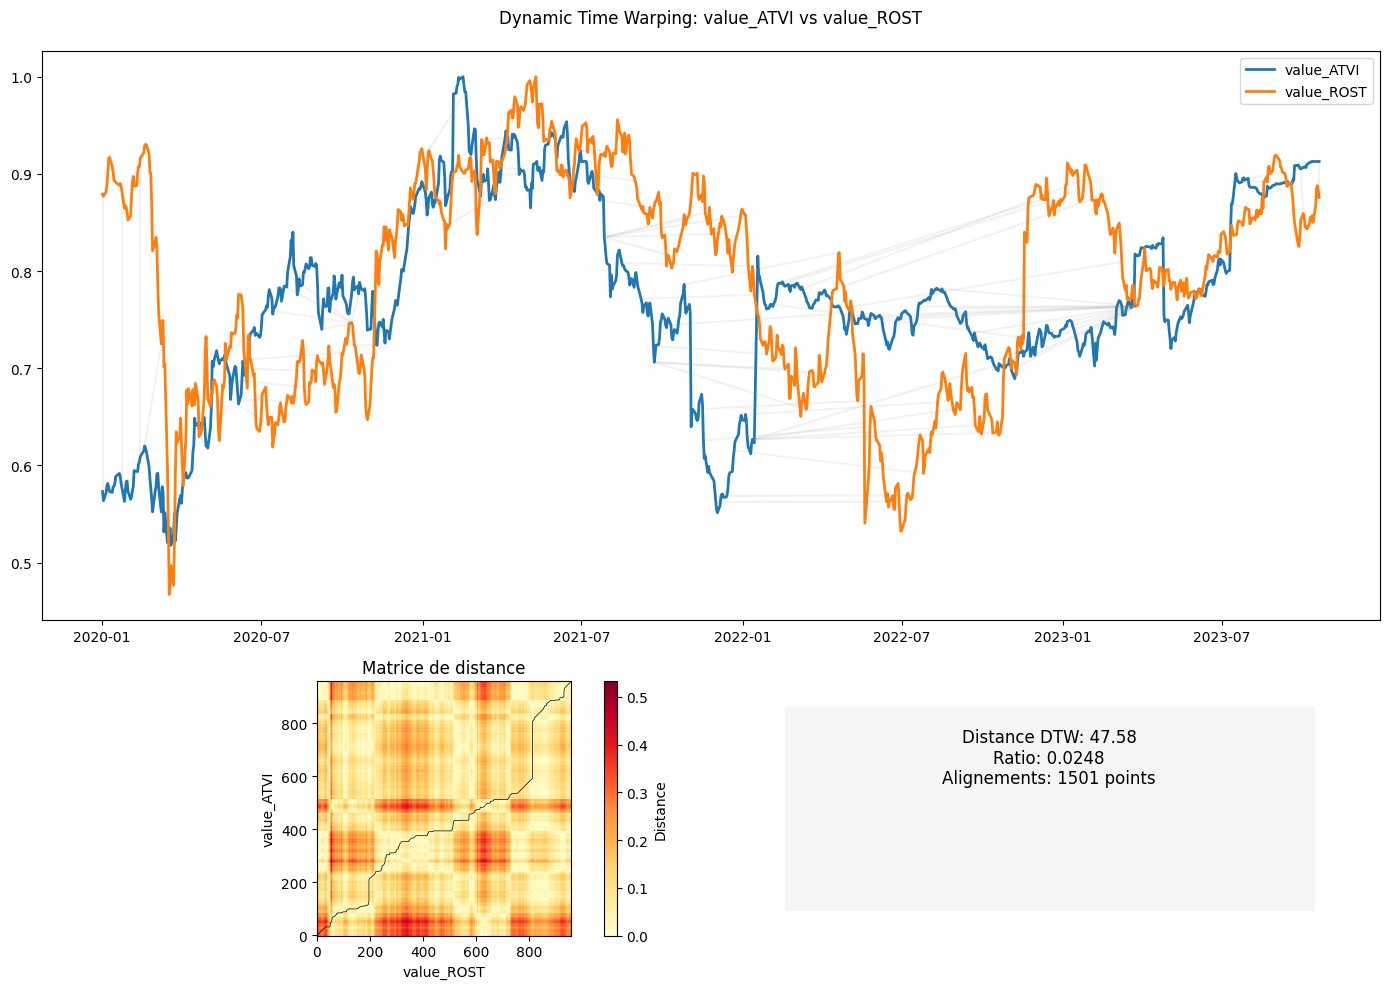 Dynamic Time Warping: value_ATVI vs value_ROST
value_ATVI
value_ROST
1.0
0.9
0.8
0.7
0.6
0.5
2020-01 2020-07 2021-01 2021-07 2022-01 2022-07 2023-01 2023-07
Matrice de distance
value_ATVI
800
600
400
200
0
0 200 400 600 800
value_ROST
0.5
0.4
0.3
0.2
0.1
0.0
Distance
Distance DTW: 47.58
Ratio: 0.0248
Alignements: 1501 points